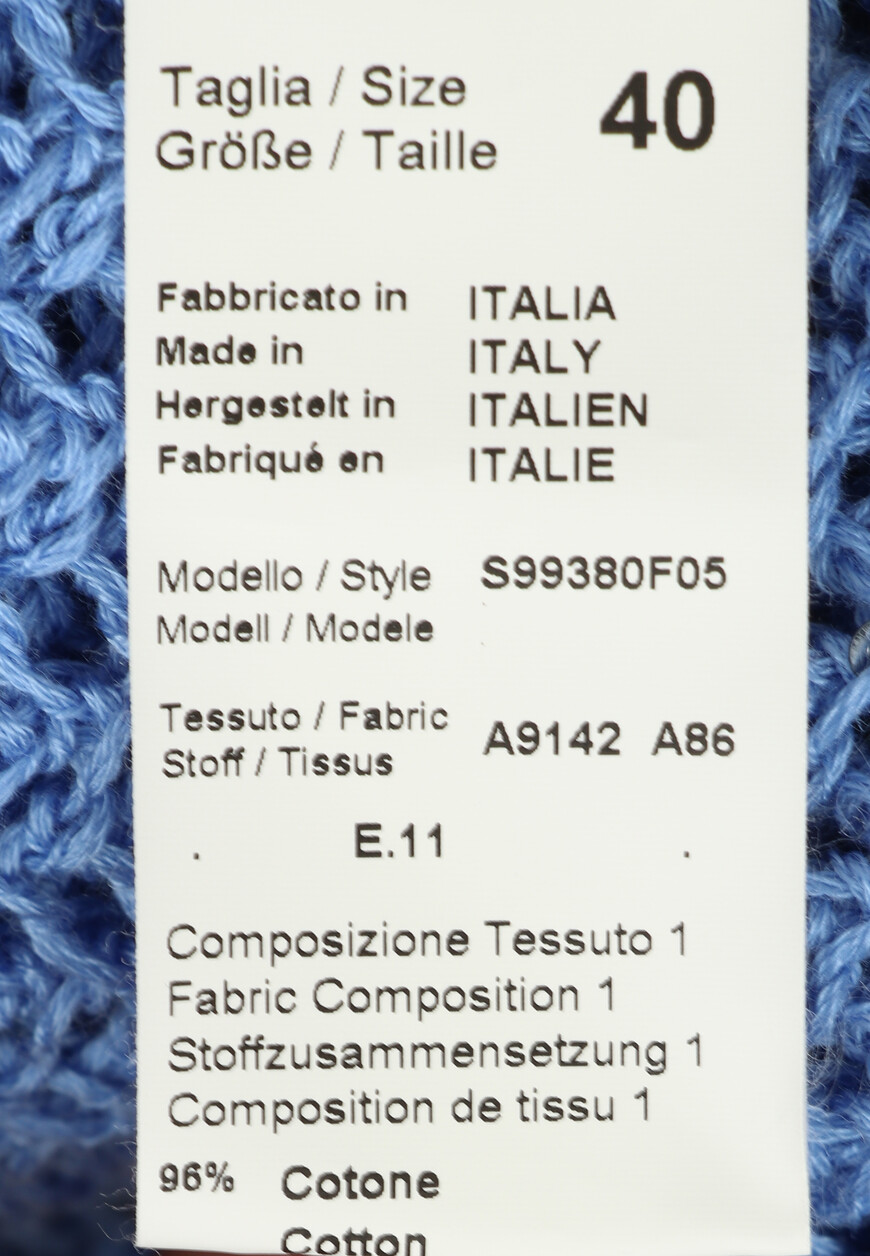 Taglia / Size
Größe / Taille
40
Fabbricato in ITALIA
Made in ITALY
Hergestelt in ITALIEN
Fabriqué en ITALIE
Modello / Style S99380F05
Modell / Modele
Tessuto / Fabric
Stoff / Tissus
A9142 A86
. E.11 .
Composizione Tessuto 1
Fabric Composition 1
Stoffzusammensetzung 1
Composition de tissu 1
96% Cotone
Cotton